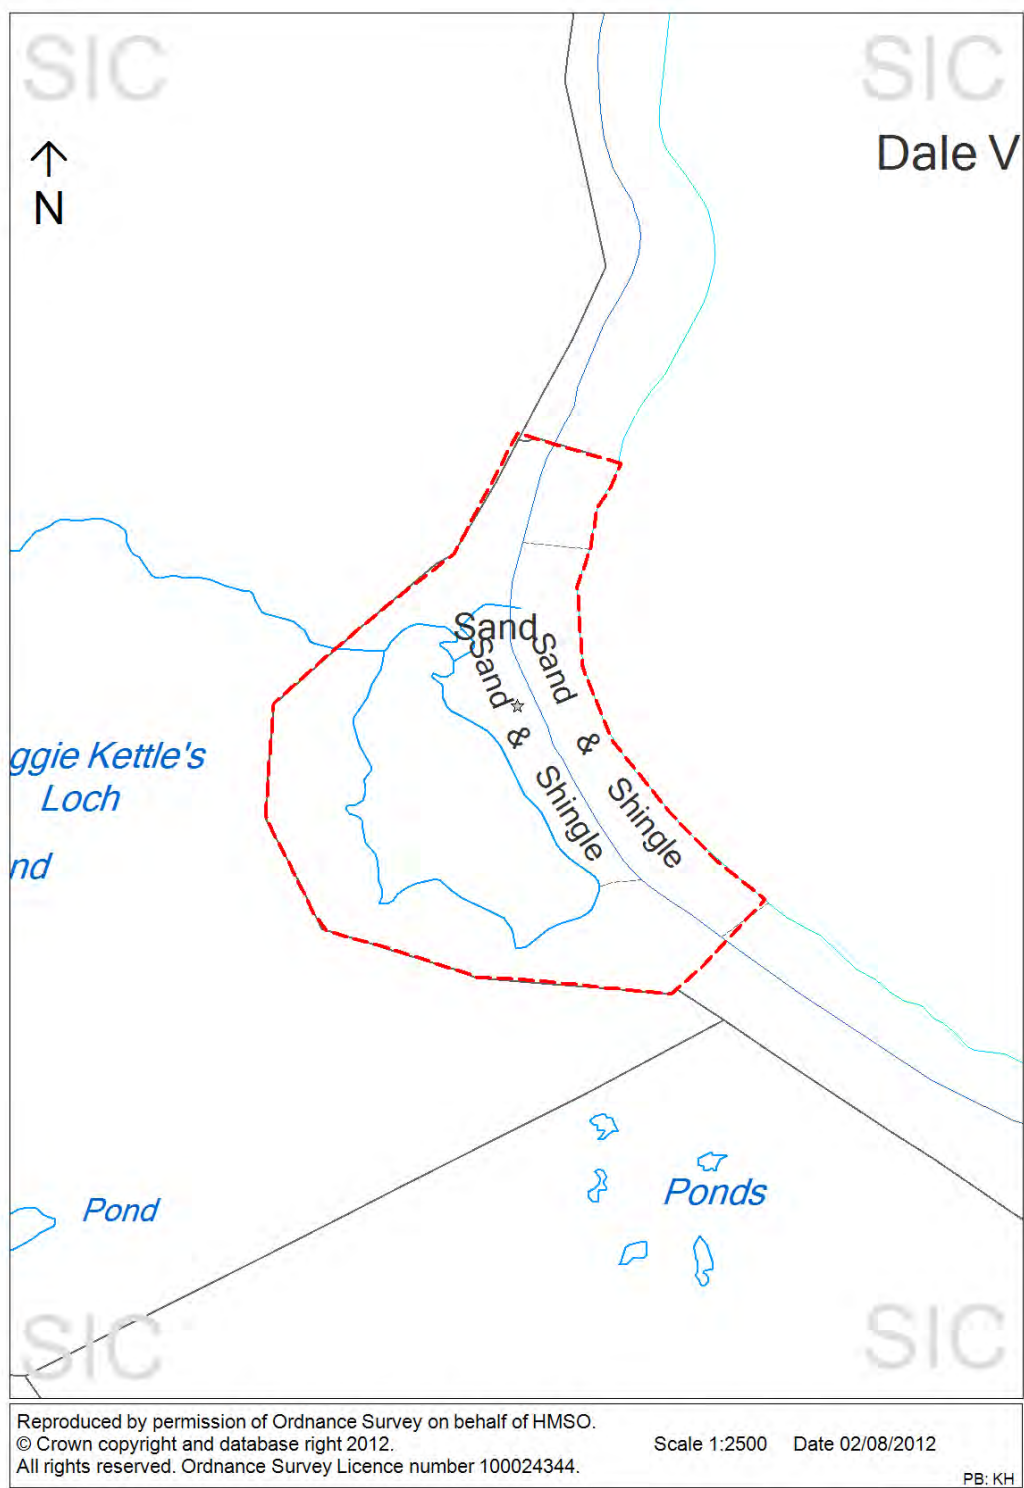 SIC
SIC
N
Dale V
Sand
Sand & Shingle
Sand & Shingle
ggie Kettle's
Loch
nd
Ponds
Pond
SIC
SIC
Reproduced by permission of Ordnance Survey on behalf of HMSO.
© Crown copyright and database right 2012.
Scale 1:2500 Date 02/08/2012
All rights reserved. Ordnance Survey Licence number 100024344.
PB: KH